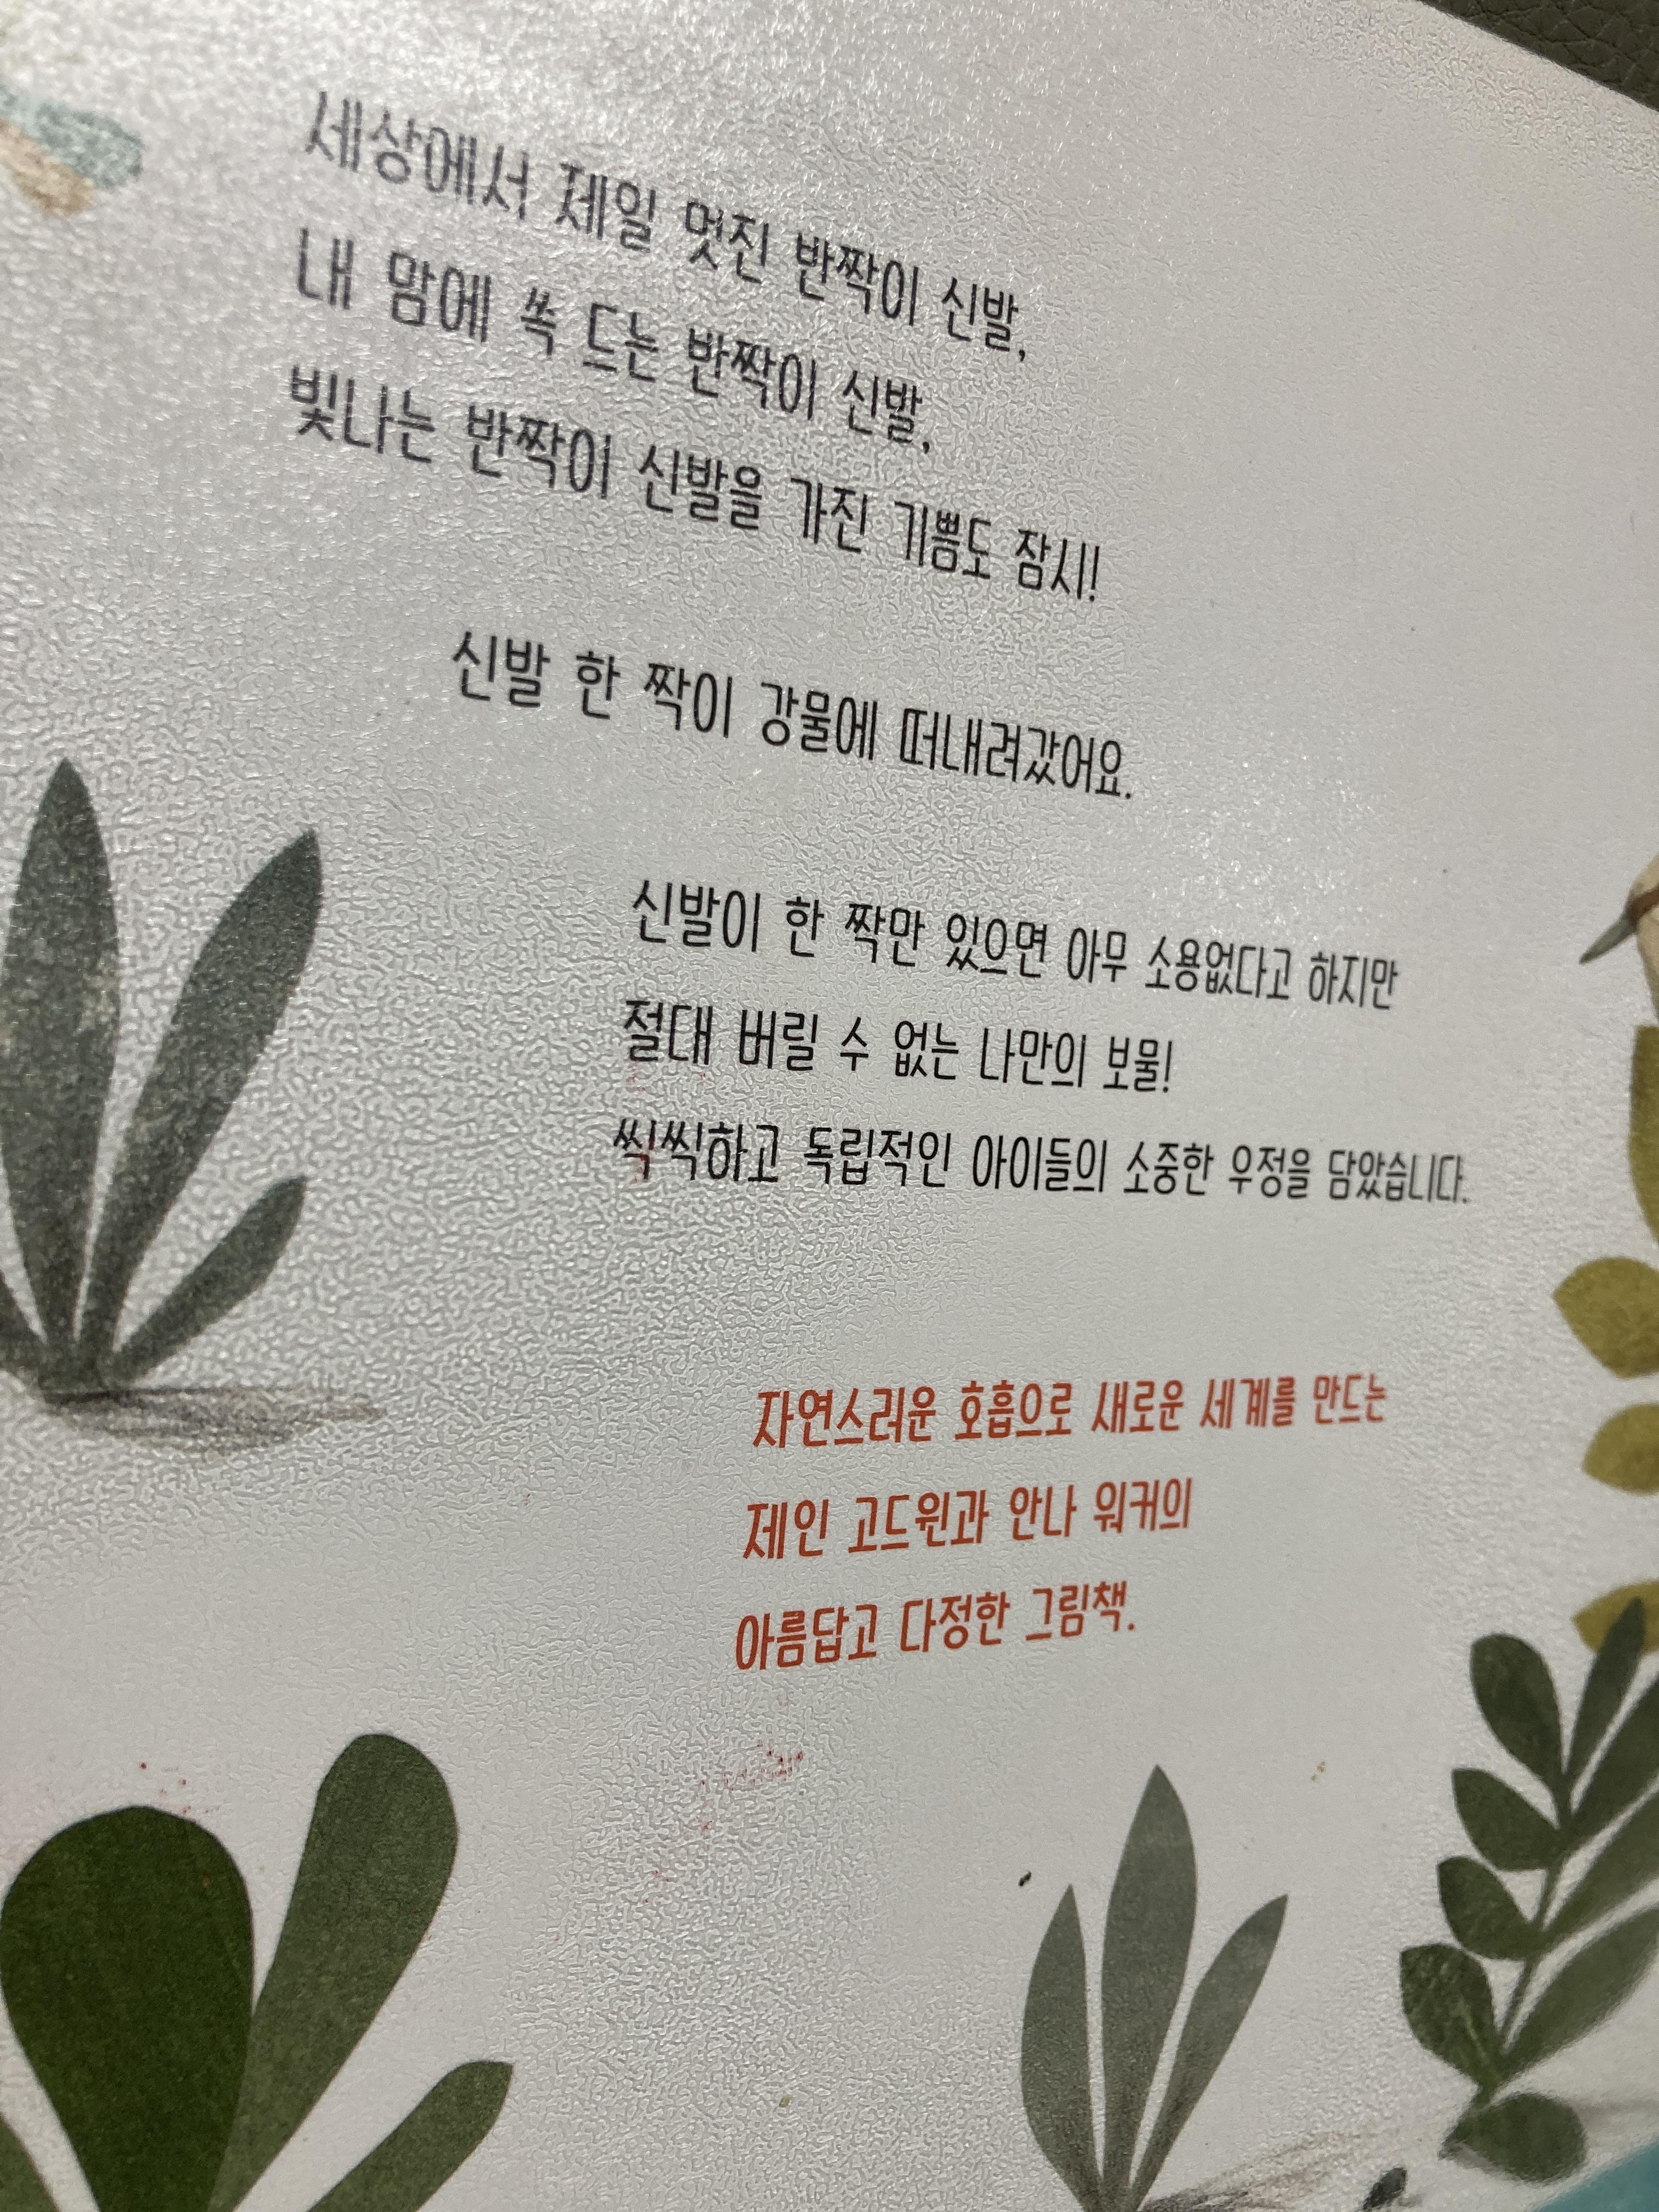 세상에서 제일 멋진 반짝이 신발,
내 맘에 쏙 드는 반짝이 신발,
빛나는 반짝이 신발을 가진 기쁨도 잠시!
신발 한 짝이 강물에 떠내려갔어요.
신발이 한 짝만 있으면 아무 소용없다고 하지만
절대 버릴 수 없는 나만의 보물!
씩씩하고 독립적인 아이들의 소중한 우정을 담았습니다.
자연스러운 호흡으로 새로운 세계를 만드는
제인 고드윈과 안나 워커의
아름답고 다정한 그림책.